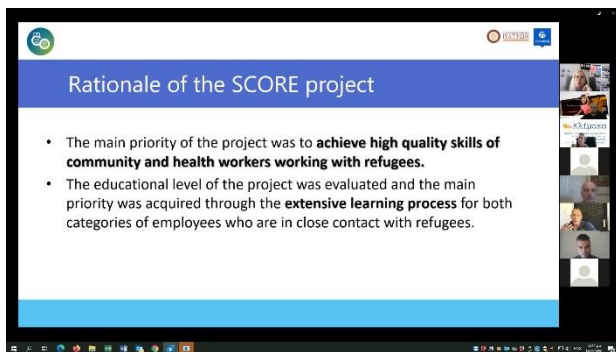 Rationale of the SCORE project
• The main priority of the project was to achieve high quality skills of
community and health workers working with refugees.
• The educational level of the project was evaluated and the main
priority was acquired through the extensive learning process for both
categories of employees who are in close contact with refugees.
Κλίμακα